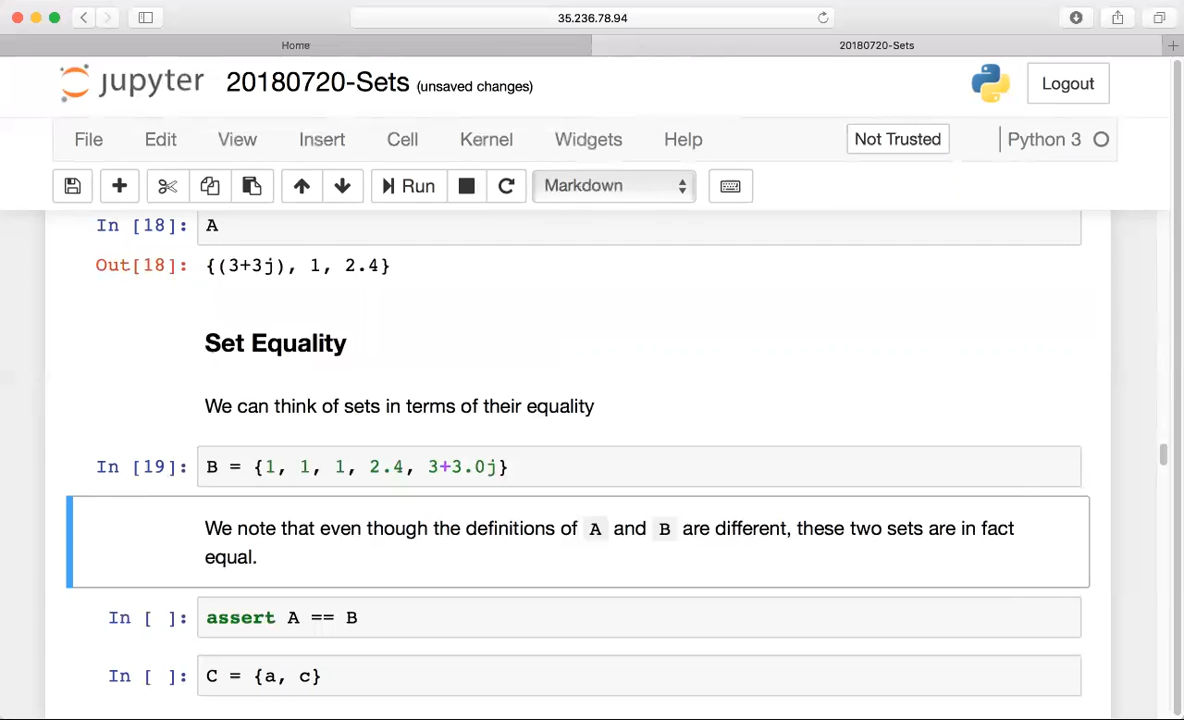 35.236.78.94
Home
20180720-Sets
jupyter 20180720-Sets (unsaved changes)
Logout
File Edit View Insert Cell Kernel Widgets Help
Not Trusted
Python 3
Run
Markdown
In [18]: A
Out[18]: {(3+3j), 1, 2.4}
Set Equality
We can think of sets in terms of their equality
In [19]: B = {1, 1, 1, 2.4, 3+3.0j}
We note that even though the definitions of A and B are different, these two sets are in fact
equal.
In [ ]: assert A == B
In [ ]: C = {a, c}